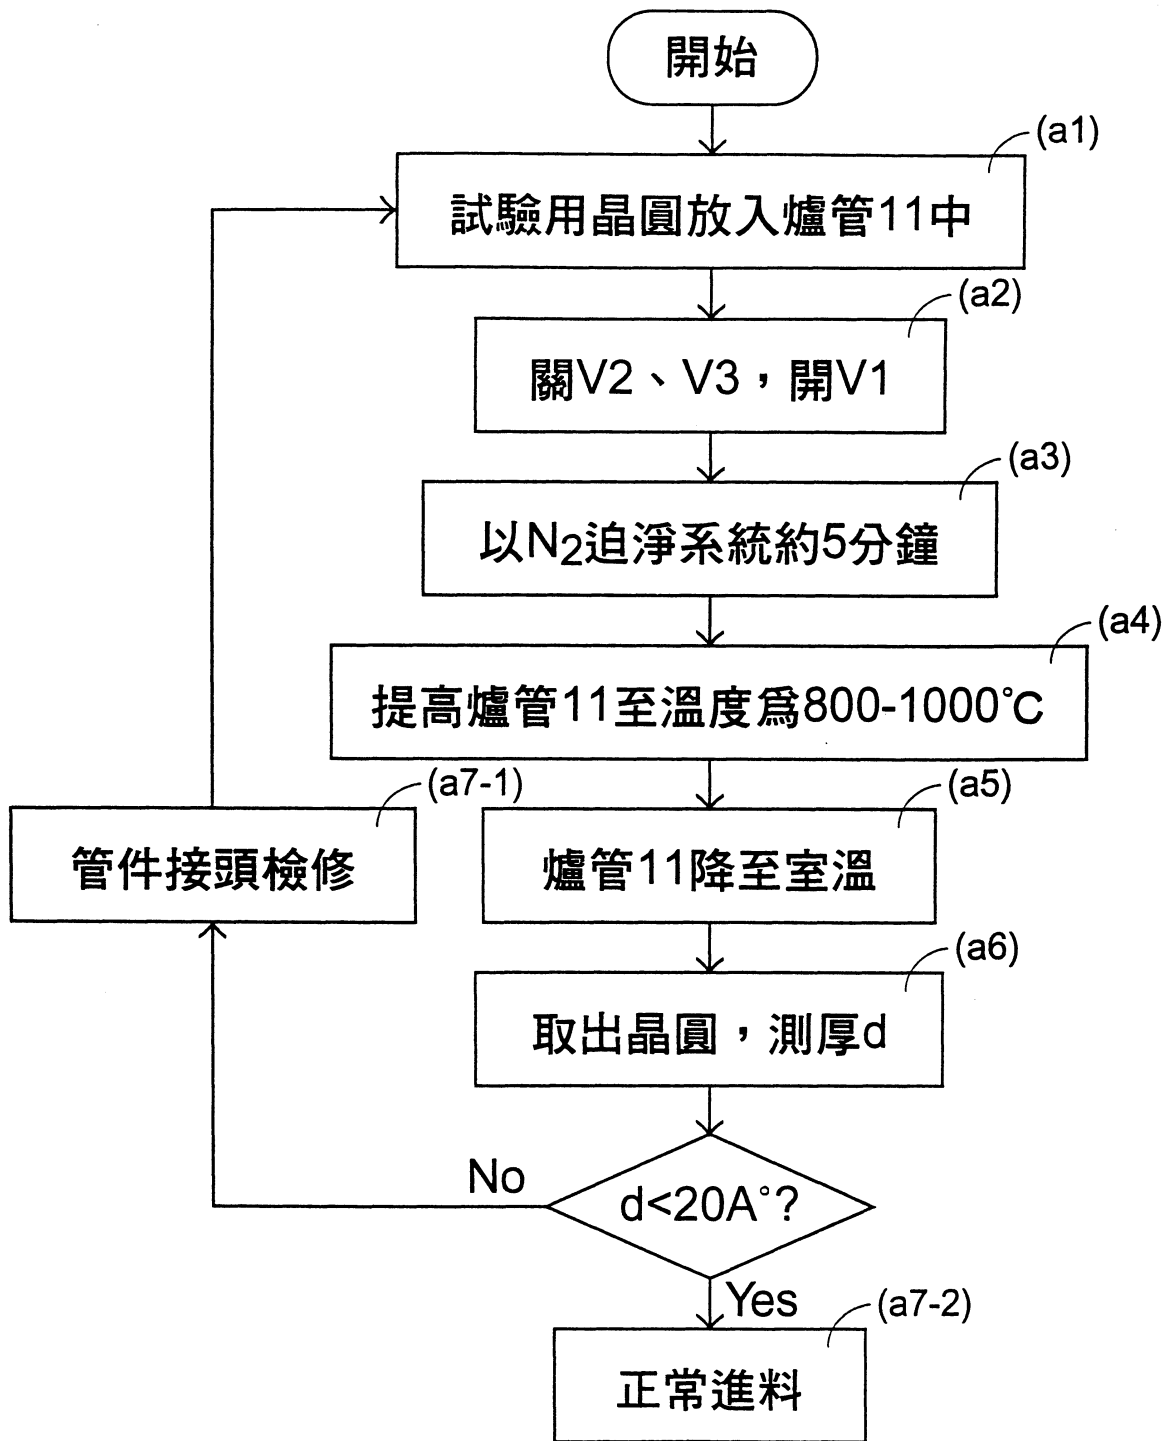 開始
(a1)
試驗用晶圓放入爐管11中
(a2)
關V2、V3，開V1
(a3)
以N2迫淨系統約5分鐘
(a4)
提高爐管11至溫度爲800-1000℃
(a7-1)
管件接頭檢修
(a5)
爐管11降至室溫
(a6)
取出晶圓，測厚d
No
d<20A°?
Yes
(a7-2)
正常進料